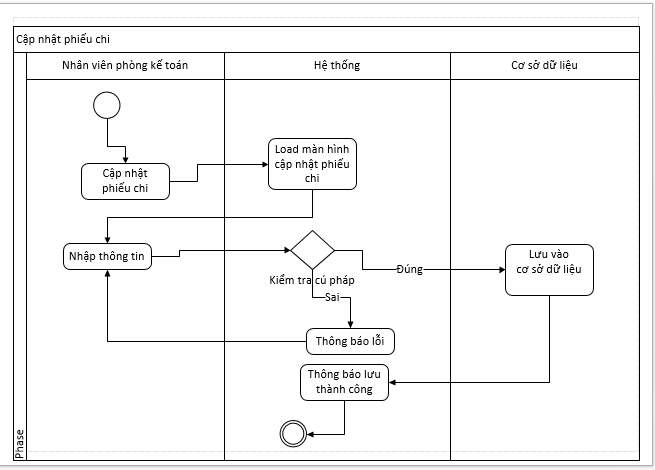 Cập nhật phiếu chi
Nhân viên phòng kế toán
Hệ thống
Cơ sở dữ liệu
Load màn hình
cập nhật phiếu
chi
Cập nhật
phiếu chi
Nhập thông tin
Kiểm tra cú pháp
Đúng
Lưu vào
cơ sở dữ liệu
Sai
Thông báo lỗi
Thông báo lưu
thành công
Phase